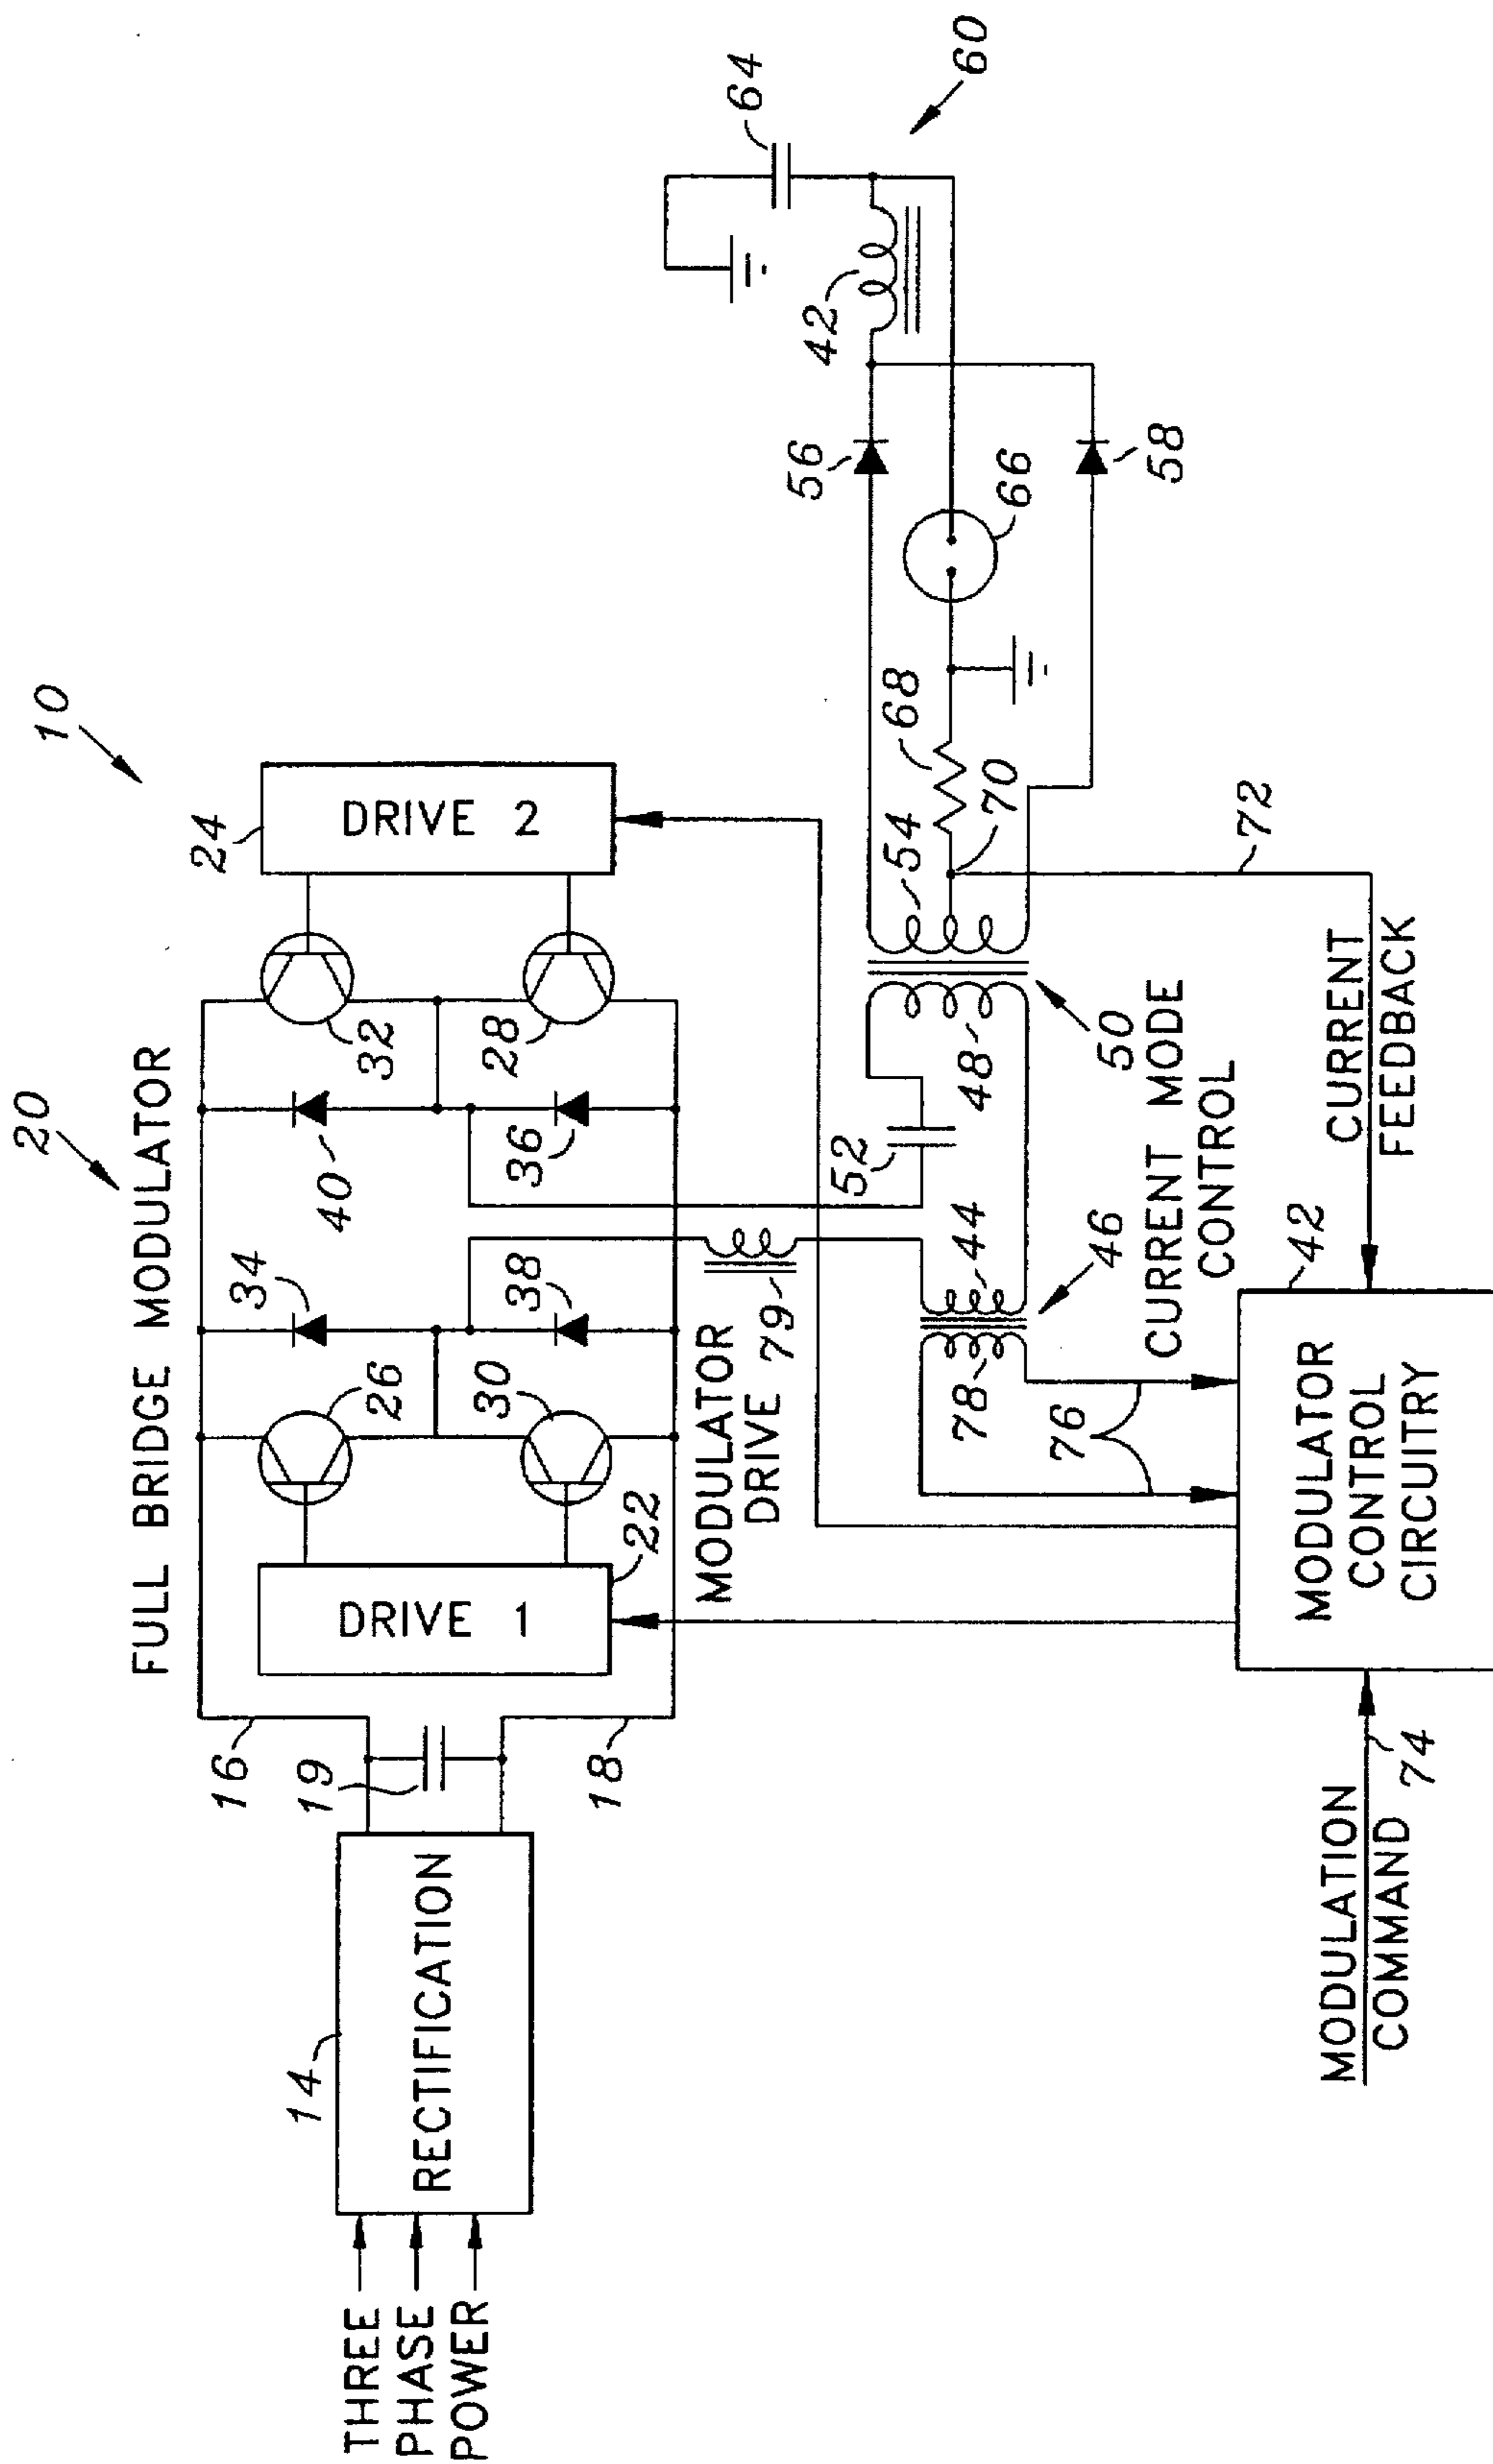 10
20
FULL BRIDGE MODULATOR
16
19
18
14
RECTIFICATION
THREE
PHASE
POWER
DRIVE 1
22
26
30
34
38
40
36
32
28
24
DRIVE 2
MODULATOR
DRIVE
79
52
48
54
50
44
46
78
76
CURRENT MODE
CONTROL
70
68
66
56
58
42
64
60
72
CURRENT
FEEDBACK
42
MODULATOR
CONTROL
CIRCUITRY
MODULATION
COMMAND
74